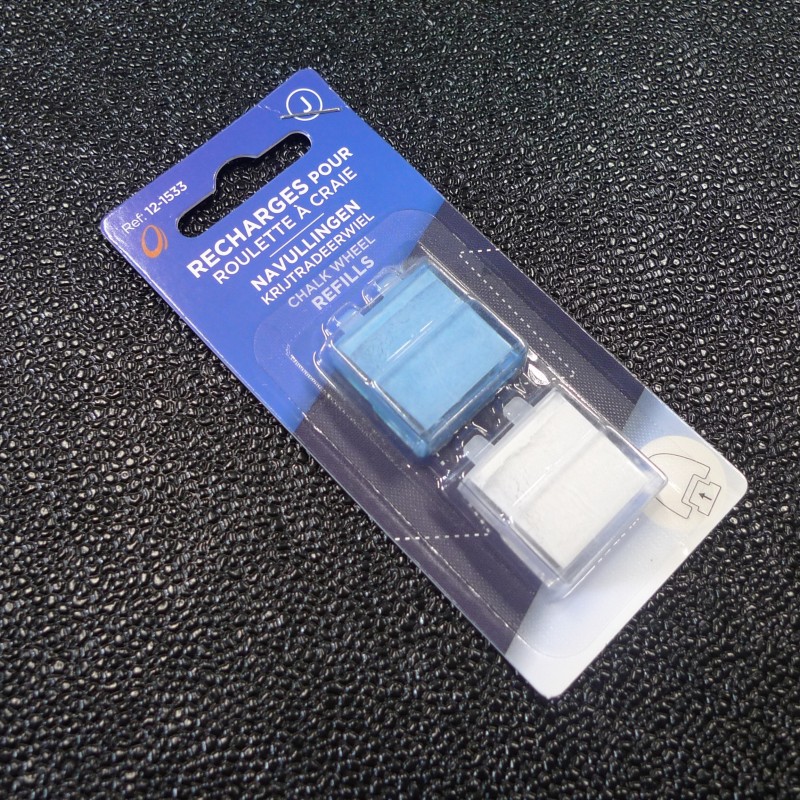 J
Ref. 12-1533
RECHARGES POUR
ROULETTE À CRAIE
NAVULLINGEN
KRIJTRADEERWIEL
CHALK WHEEL
REFILLS